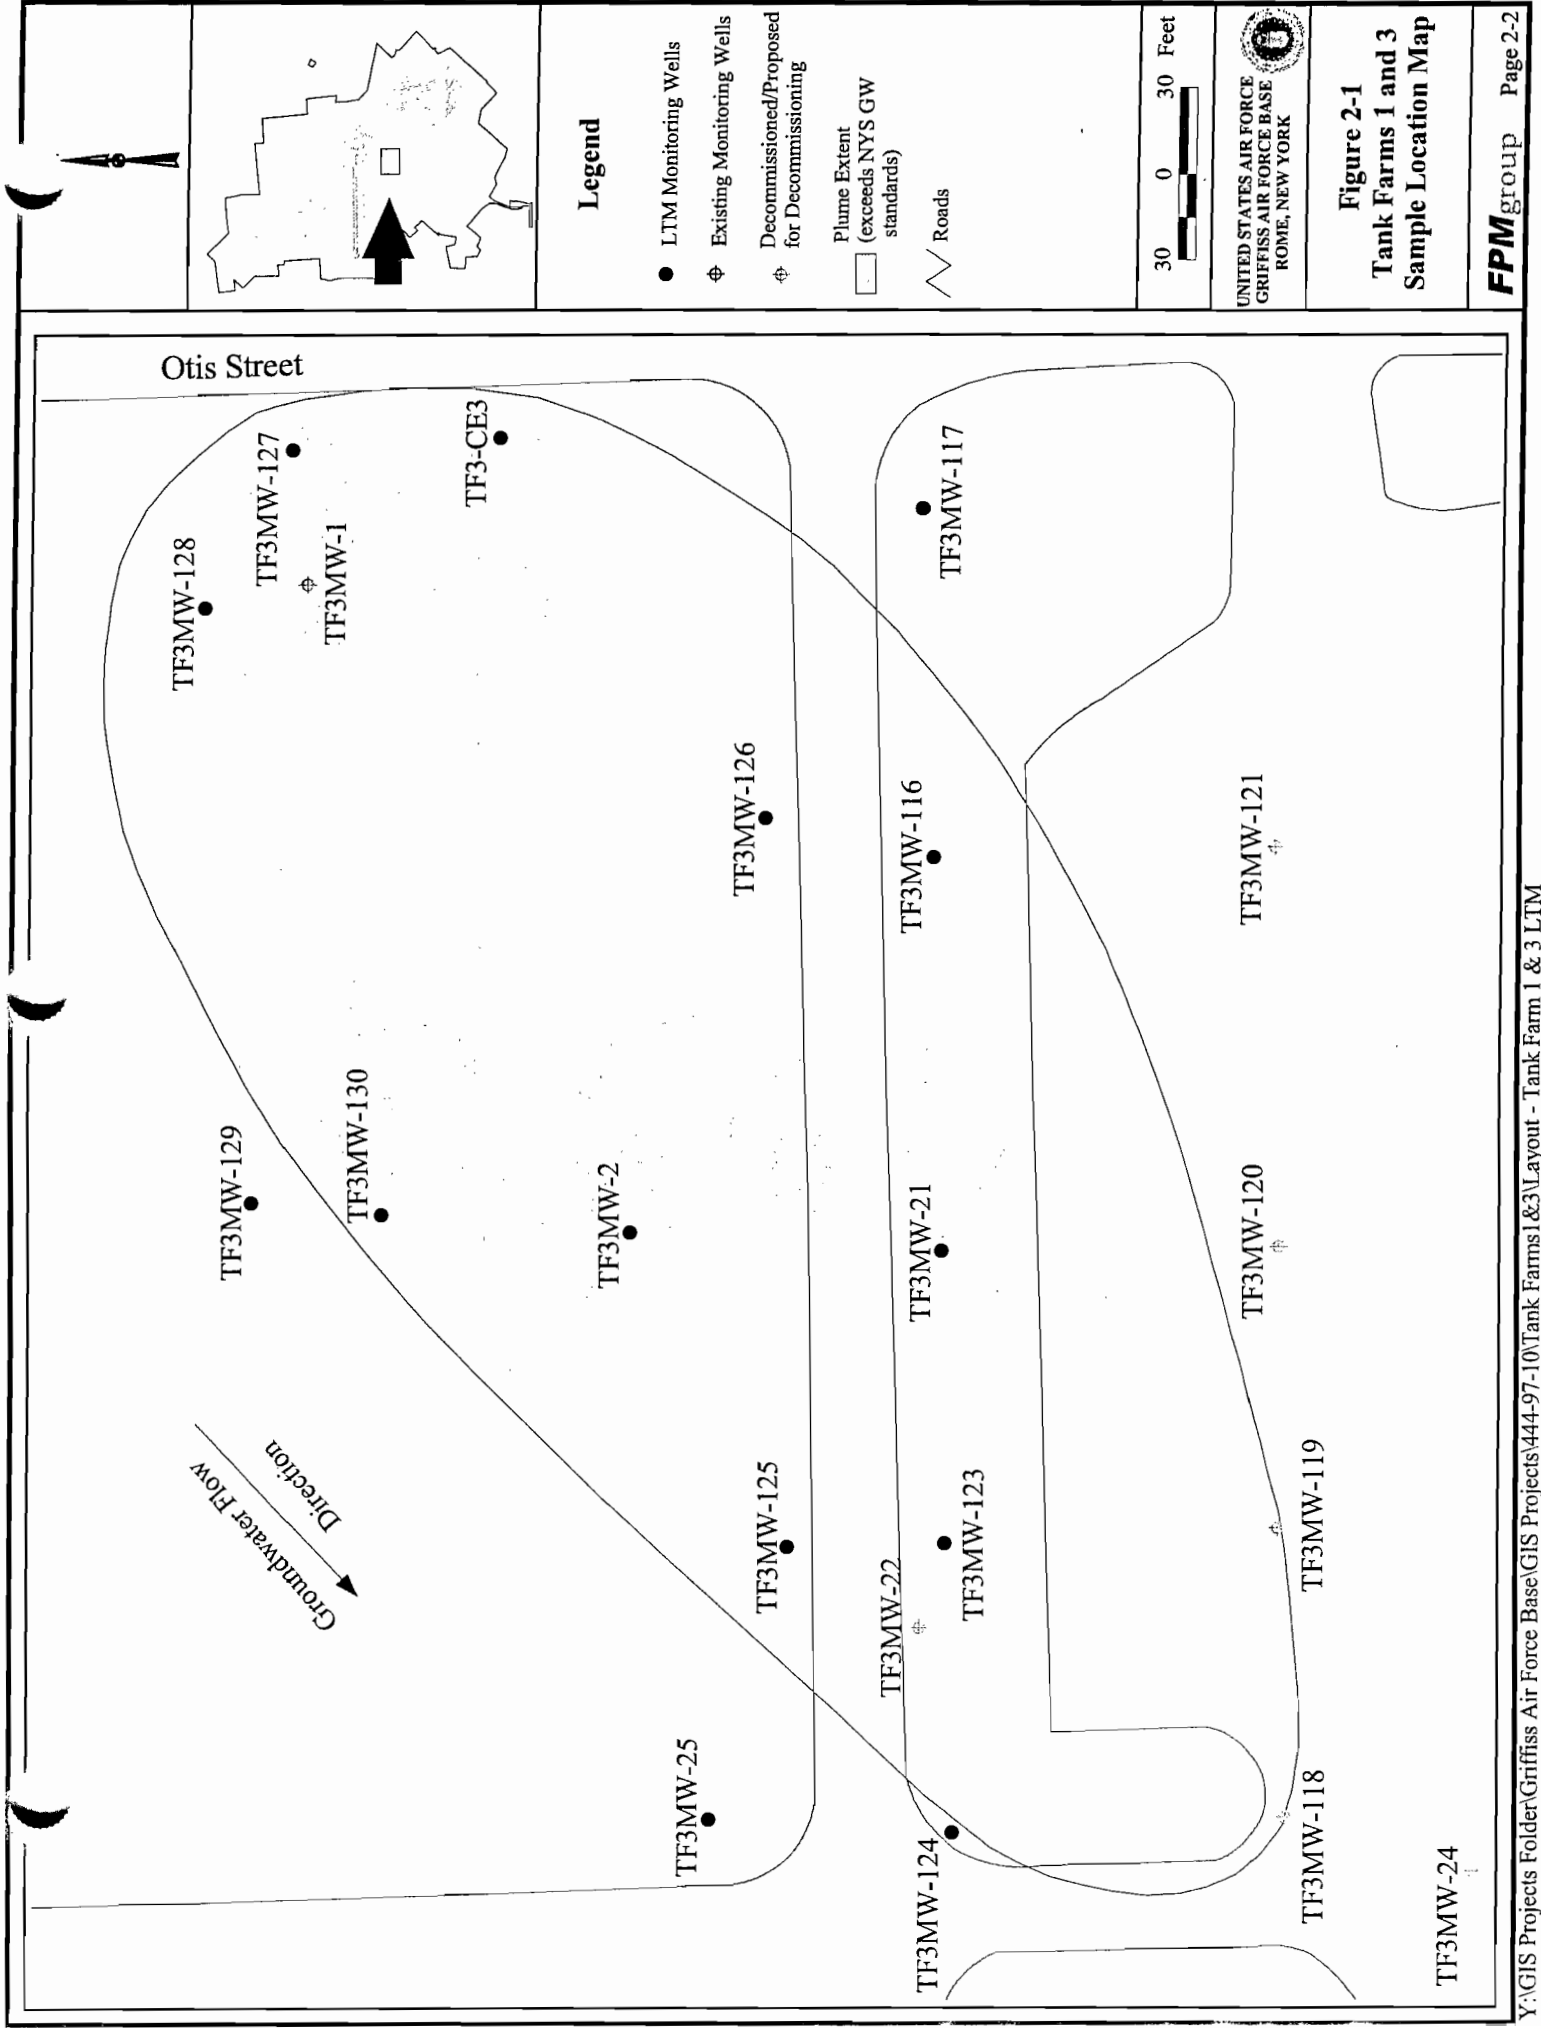 Otis Street
TF3MW-128
TF3MW-127
TF3MW-1
TF3-CE3
TF3MW-117
TF3MW-126
TF3MW-116
TF3MW-121
TF3MW-129
TF3MW-130
TF3MW-2
TF3MW-21
TF3MW-120
Groundwater Flow
Direction
TF3MW-125
TF3MW-22
TF3MW-123
TF3MW-119
TF3MW-25
TF3MW-124
TF3MW-118
TF3MW-24
Legend
LTM Monitoring Wells
Existing Monitoring Wells
Decommissioned/Proposed
for Decommissioning
Plume Extent
(exceeds NYS GW
standards)
Roads
30 0 30 Feet
UNITED STATES AIR FORCE
GRIFFISS AIR FORCE BASE
ROME, NEW YORK
Figure 2-1
Tank Farms 1 and 3
Sample Location Map
FPMgroup Page 2-2
Y:\GIS Projects Folder\Griffiss Air Force Base\GIS Projects\444-97-10\Tank Farms1&3\Layout - Tank Farm 1 & 3 LTM